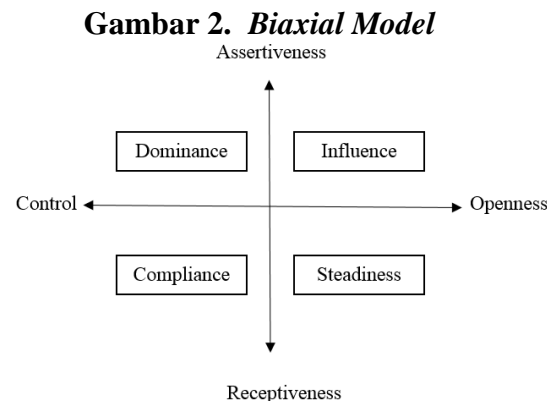 Gambar 2. Biaxial Model
Assertiveness
Dominance Influence
Control Openness
Compliance Steadiness
Receptiveness